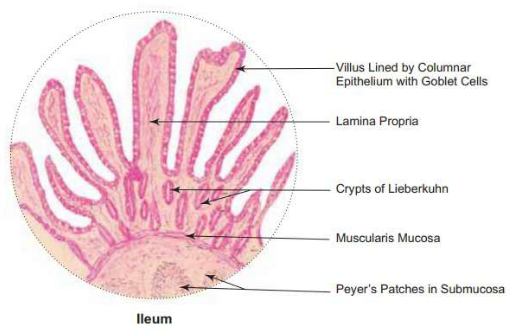 Villus Lined by Columnar
Epithelium with Goblet Cells
Lamina Propria
Crypts of Lieberkuhn
Muscularis Mucosa
Peyer's Patches in Submucosa
Ileum